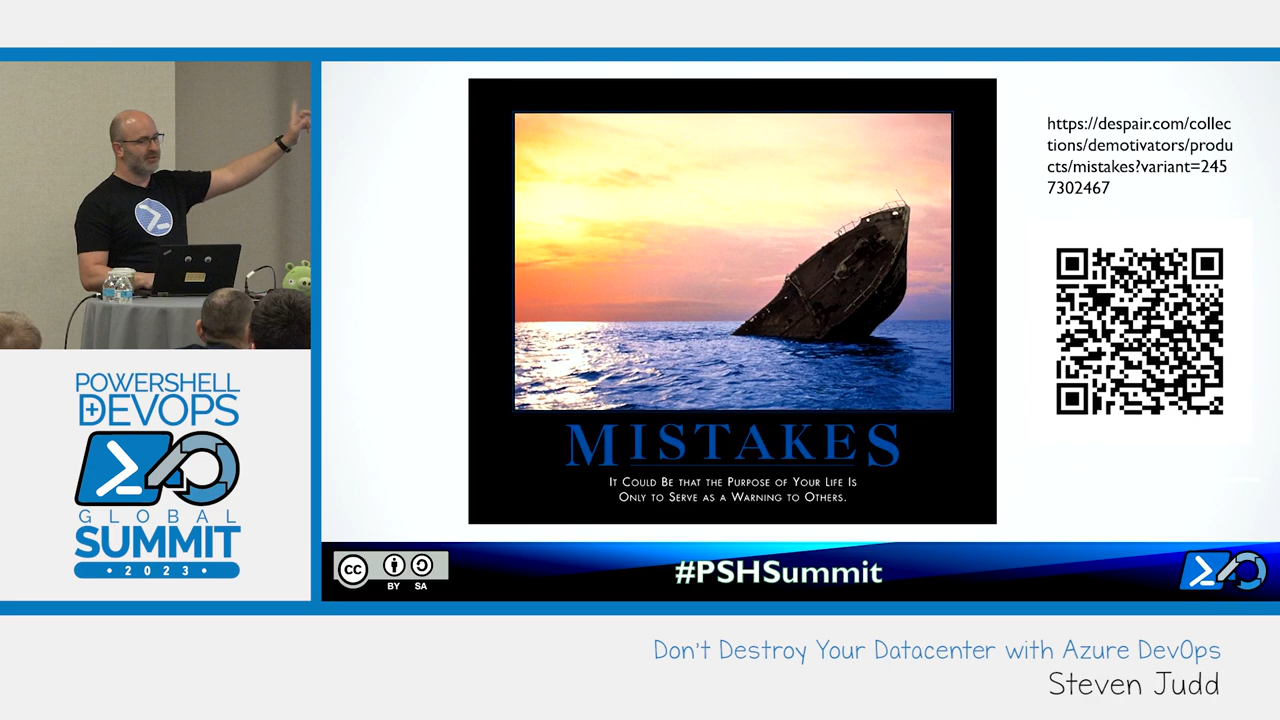 https://despair.com/collec
tions/demotivators/produ
cts/mistakes?variant=245
7302467
MISTAKES
IT COULD BE THAT THE PURPOSE OF YOUR LIFE IS
ONLY TO SERVE AS A WARNING TO OTHERS.
POWERSHELL
+DEVOPS
GLOBAL
SUMMIT
• 2023 •
cc
BY SA
#PSHSummit
Don't Destroy Your Datacenter with Azure DevOps
Steven Judd